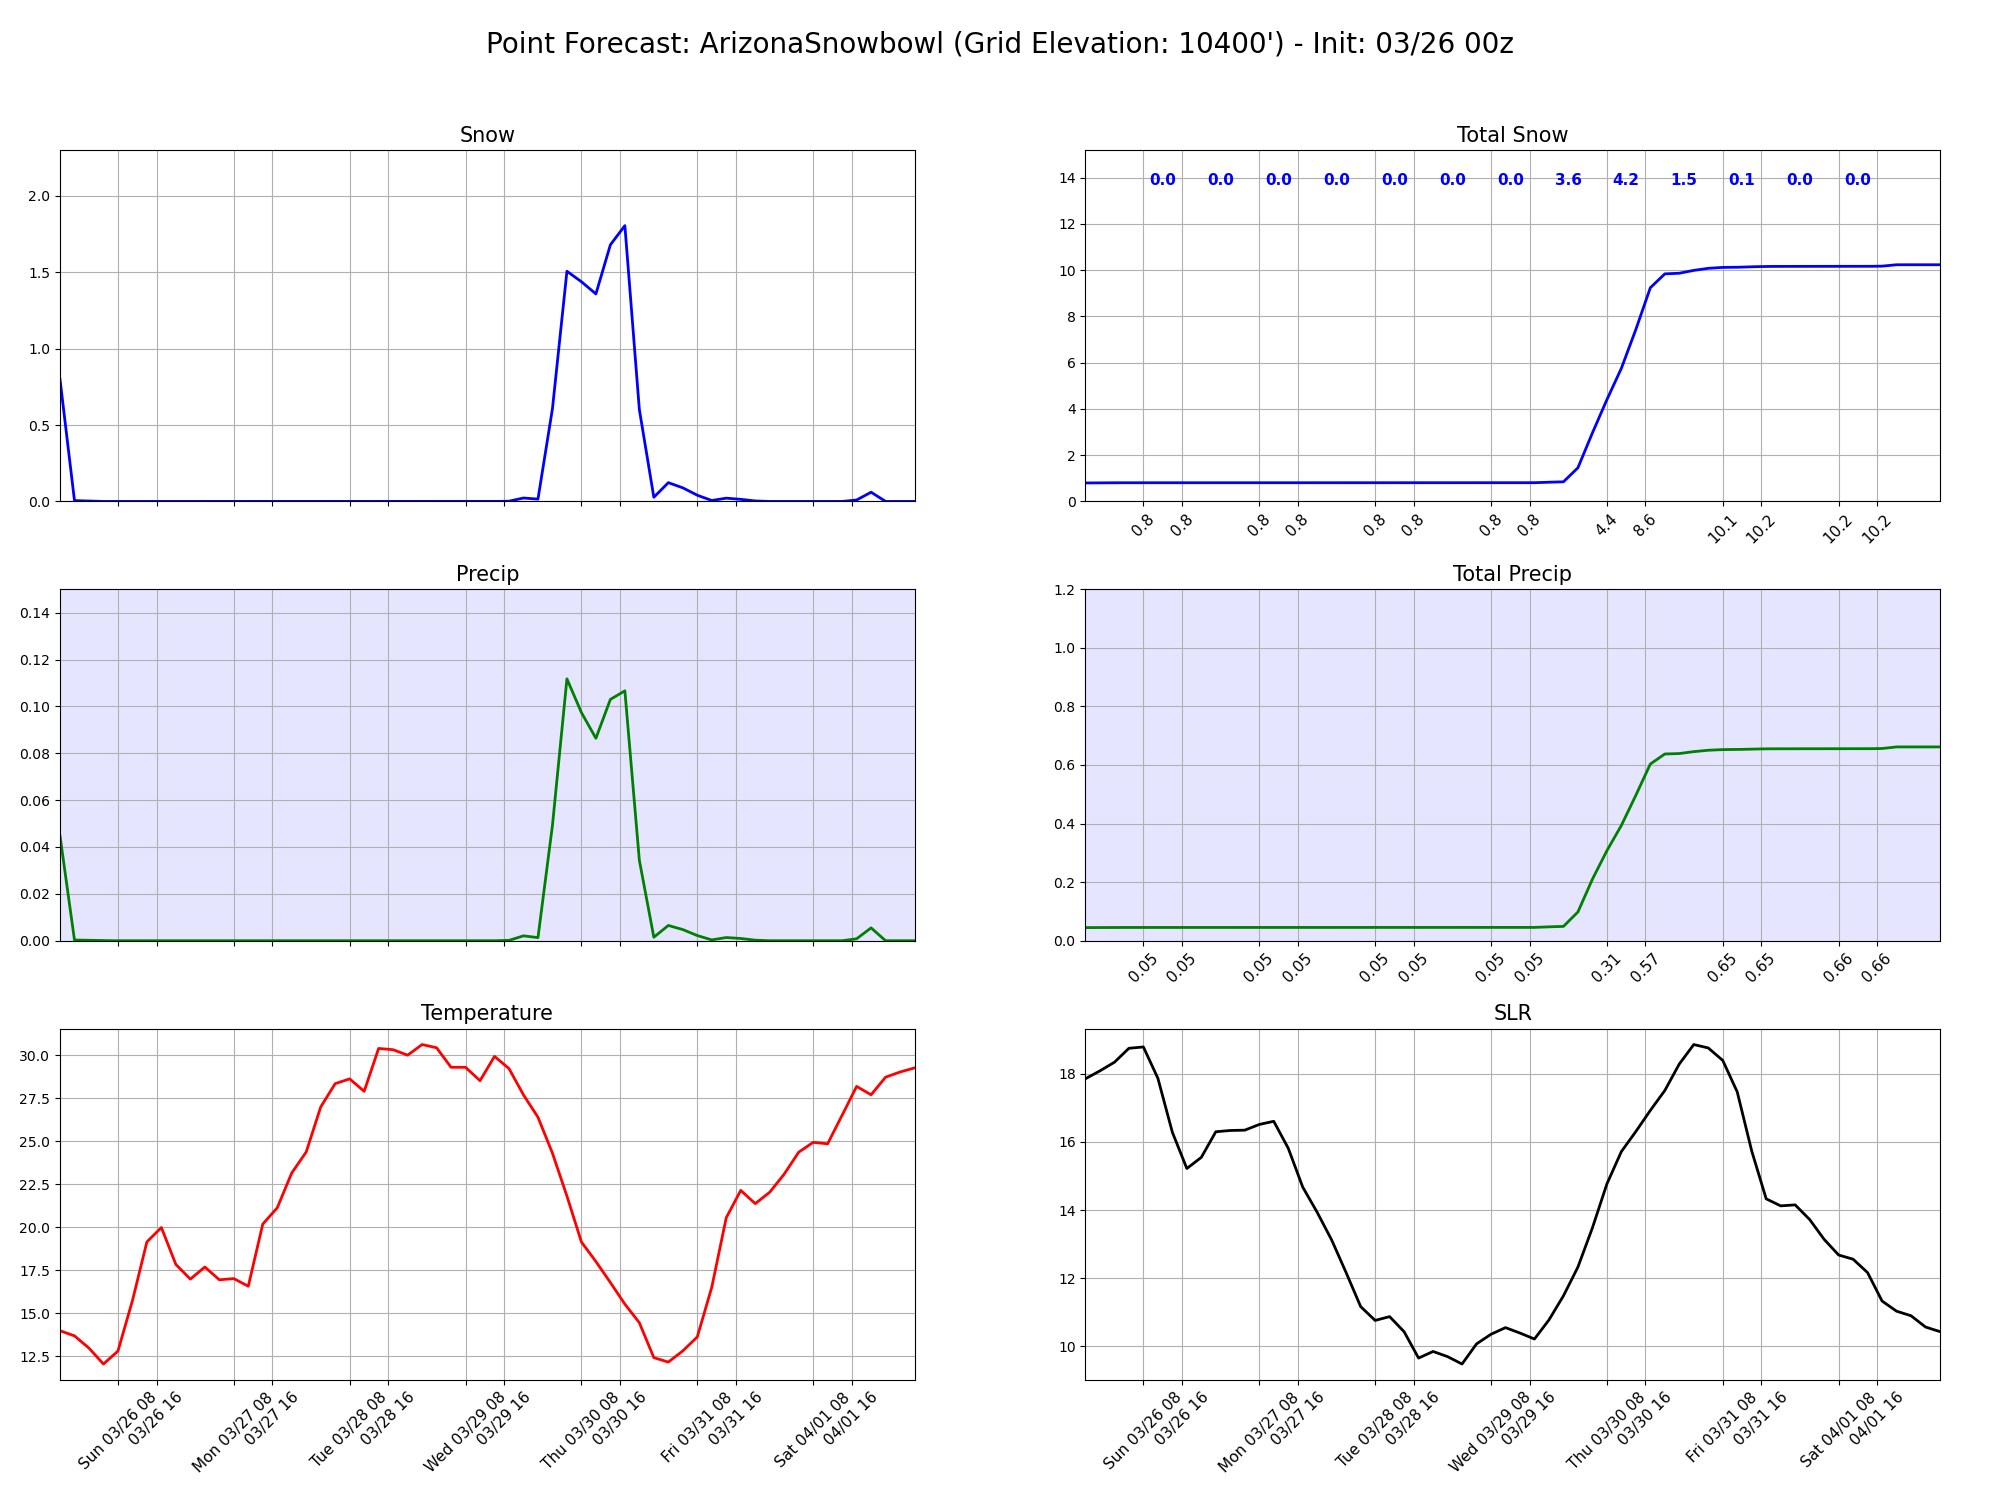 Point Forecast: ArizonaSnowbowl (Grid Elevation: 10400') - Init: 03/26 00z
Snow
2.0
1.5
1.0
0.5
0.0
Total Snow
0.0 0.0 0.0 0.0 0.0 0.0 0.0 3.6 4.2 1.5 0.1 0.0 0.0
14
12
10
8
6
4
2
0
0.8 0.8 0.8 0.8 0.8 0.8 0.8 0.8 4.4 8.6 10.1 10.2 10.2 10.2
Precip
0.14
0.12
0.10
0.08
0.06
0.04
0.02
0.00
Total Precip
1.2
1.0
0.8
0.6
0.4
0.2
0.0
0.05 0.05 0.05 0.05 0.05 0.05 0.05 0.05 0.31 0.57 0.65 0.65 0.66 0.66
Temperature
30.0
27.5
25.0
22.5
20.0
17.5
15.0
12.5
Sun 03/26 08
03/26 16
Mon 03/27 08
03/27 16
Tue 03/28 08
03/28 16
Wed 03/29 08
03/29 16
Thu 03/30 08
03/30 16
Fri 03/31 08
03/31 16
Sat 04/01 08
04/01 16
SLR
18
16
14
12
10
Sun 03/26 08
03/26 16
Mon 03/27 08
03/27 16
Tue 03/28 08
03/28 16
Wed 03/29 08
03/29 16
Thu 03/30 08
03/30 16
Fri 03/31 08
03/31 16
Sat 04/01 08
04/01 16